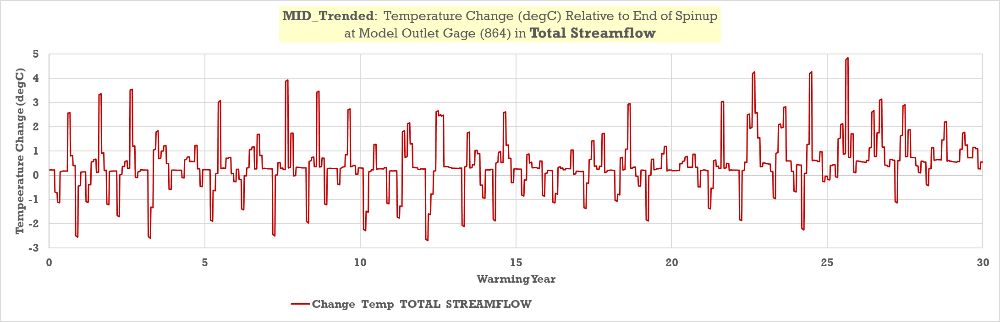 MID_Trended: Temperature Change (degC) Relative to End of Spinup
at Model Outlet Gage (864) in Total Streamflow
Tempeerature Change (degC)
5
4
3
2
1
0
-1
-2
-3
0 5 10 15 20 25 30
Warming Year
Change_Temp_TOTAL_STREAMFLOW